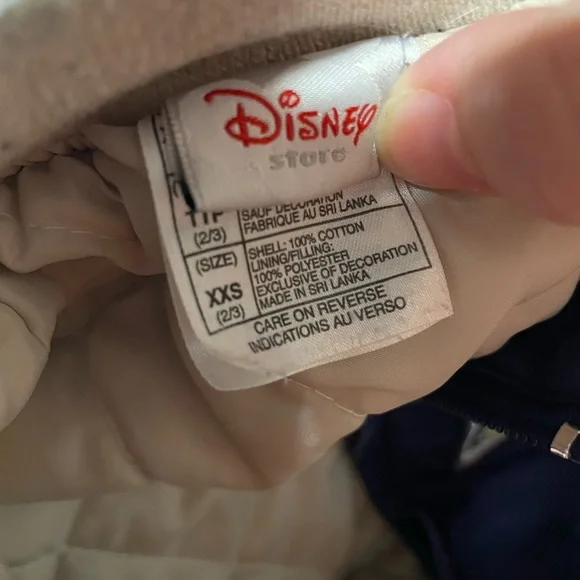 Disney
store
TTP
(2/3)
SAUF DÉCORATION
FABRIQUE AU SRI LANKA
(SIZE)
XXS
(2/3)
SHELL: 100% COTTON
LINING/FILLING:
100% POLYESTER
EXCLUSIVE OF DECORATION
MADE IN SRI LANKA
CARE ON REVERSE
INDICATIONS AU VERSO